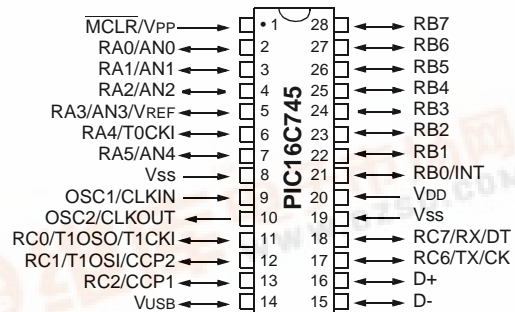 MCLR/VPP 1 28 RB7
RA0/AN0 2 27 RB6
RA1/AN1 3 26 RB5
RA2/AN2 4 25 RB4
RA3/AN3/VREF 5 24 RB3
RA4/T0CKI 6 23 RB2
RA5/AN4 7 22 RB1
VSS 8 21 RB0/INT
OSC1/CLKIN 9 20 VDD
OSC2/CLKOUT 10 19 VSS
RC0/T1OSO/T1CKI 11 18 RC7/RX/DT
RC1/T1OSI/CCP2 12 17 RC6/TX/CK
RC2/CCP1 13 16 D+
VUSB 14 15 D-
PIC16C745